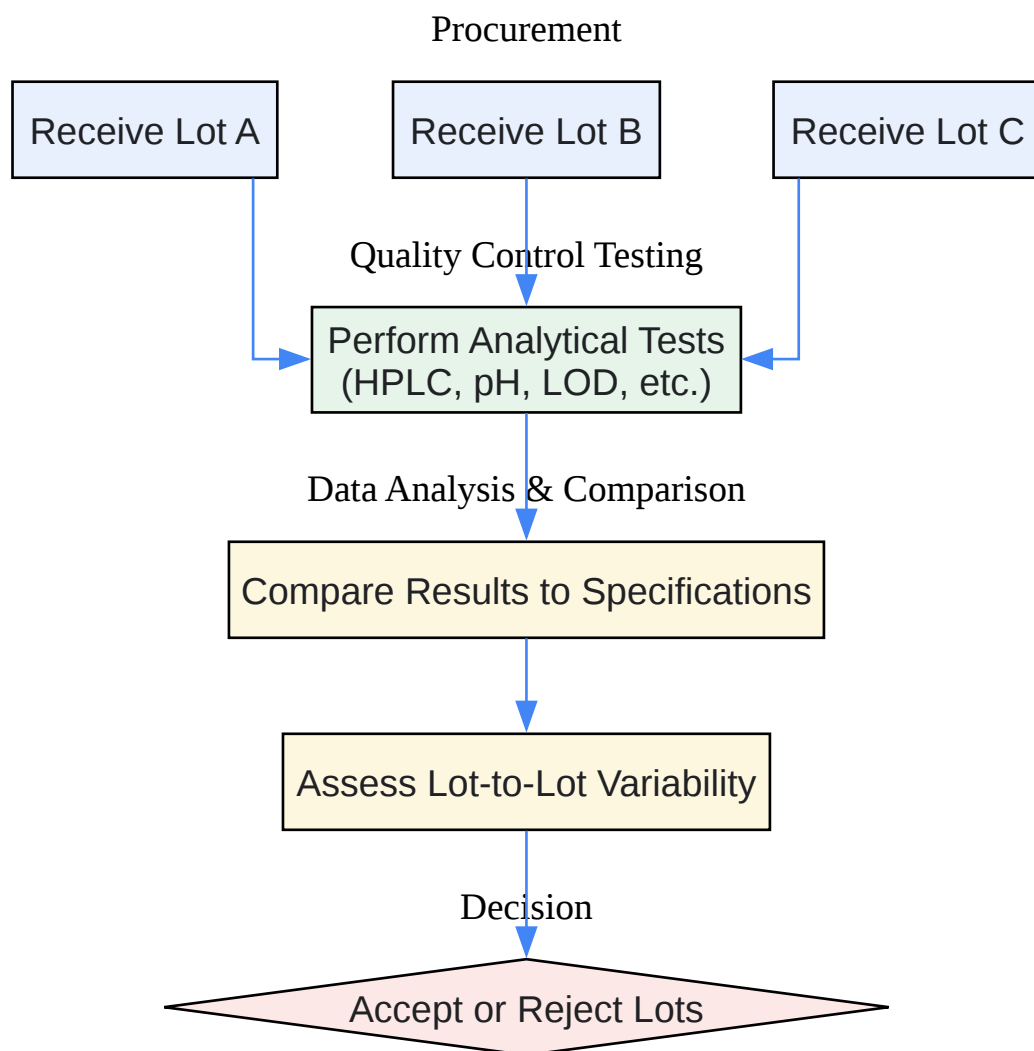 Procurement
Receive Lot A
Receive Lot B
Receive Lot C
Quality Control Testing
Perform Analytical Tests
(HPLC, pH, LOD, etc.)
Data Analysis & Comparison
Compare Results to Specifications
Assess Lot-to-Lot Variability
Decision
Accept or Reject Lots